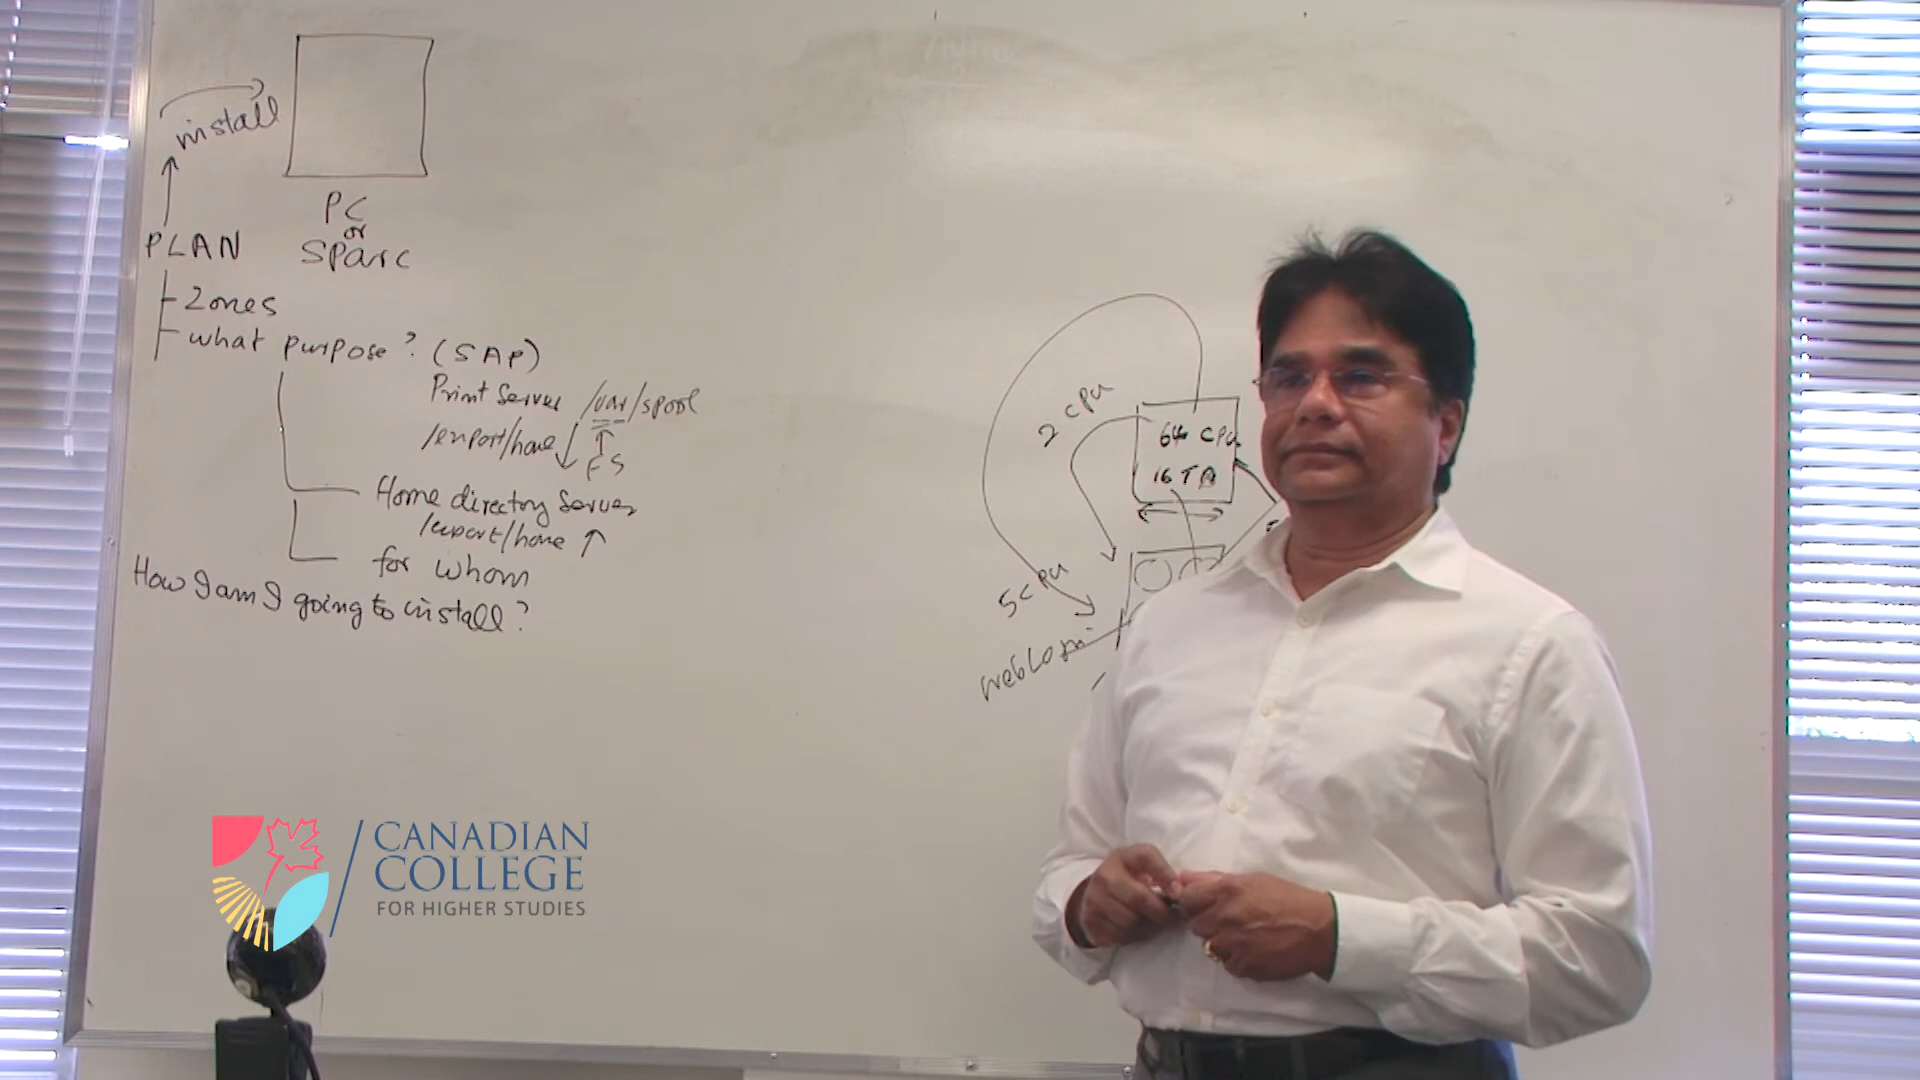 install
PC
or
SParc
PLAN
Zones
what purpose? (SAP)
Print Server /var/spool
/export/home
FS
Home directory Server
/export/home
for whom
How I am I going to install?
2 CPU
64 CPU
16 TB
5 CPU
CANADIAN
COLLEGE
FOR HIGHER STUDIES